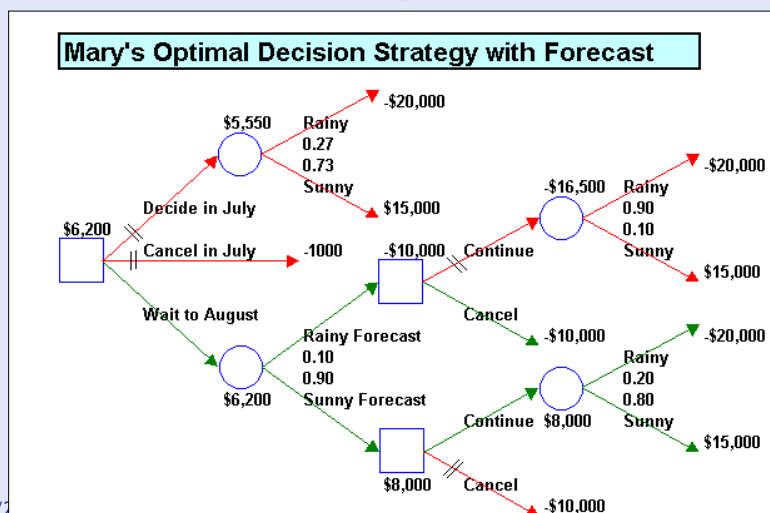 Mary's Optimal Decision Strategy with Forecast
-$20,000
$5,550
Rainy
0.27
0.73
Sunny
$15,000
Decide in July
$6,200
Cancel in July
-1000
Wait to August
-$10,000
Continue
-$16,500
-$20,000
Rainy
0.90
0.10
Sunny
$15,000
Cancel
-$10,000
Rainy Forecast
0.10
0.90
Sunny Forecast
$6,200
-$20,000
Rainy
0.20
0.80
Sunny
$15,000
Continue
$8,000
$8,000
Cancel
-$10,000